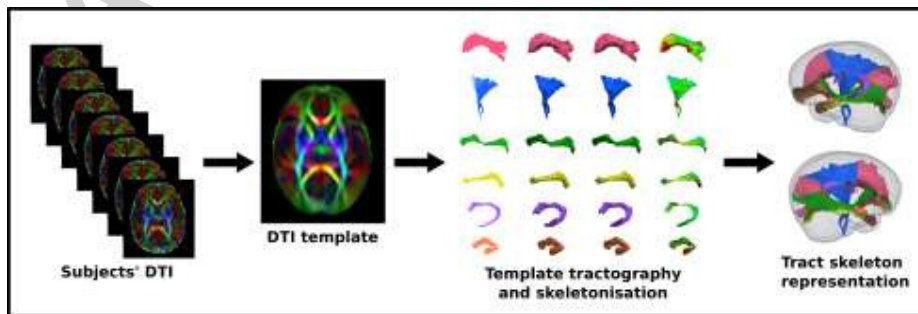 Subjects' DTI
DTI template
Template tractography
and skeletonisation
Tract skeleton
representation